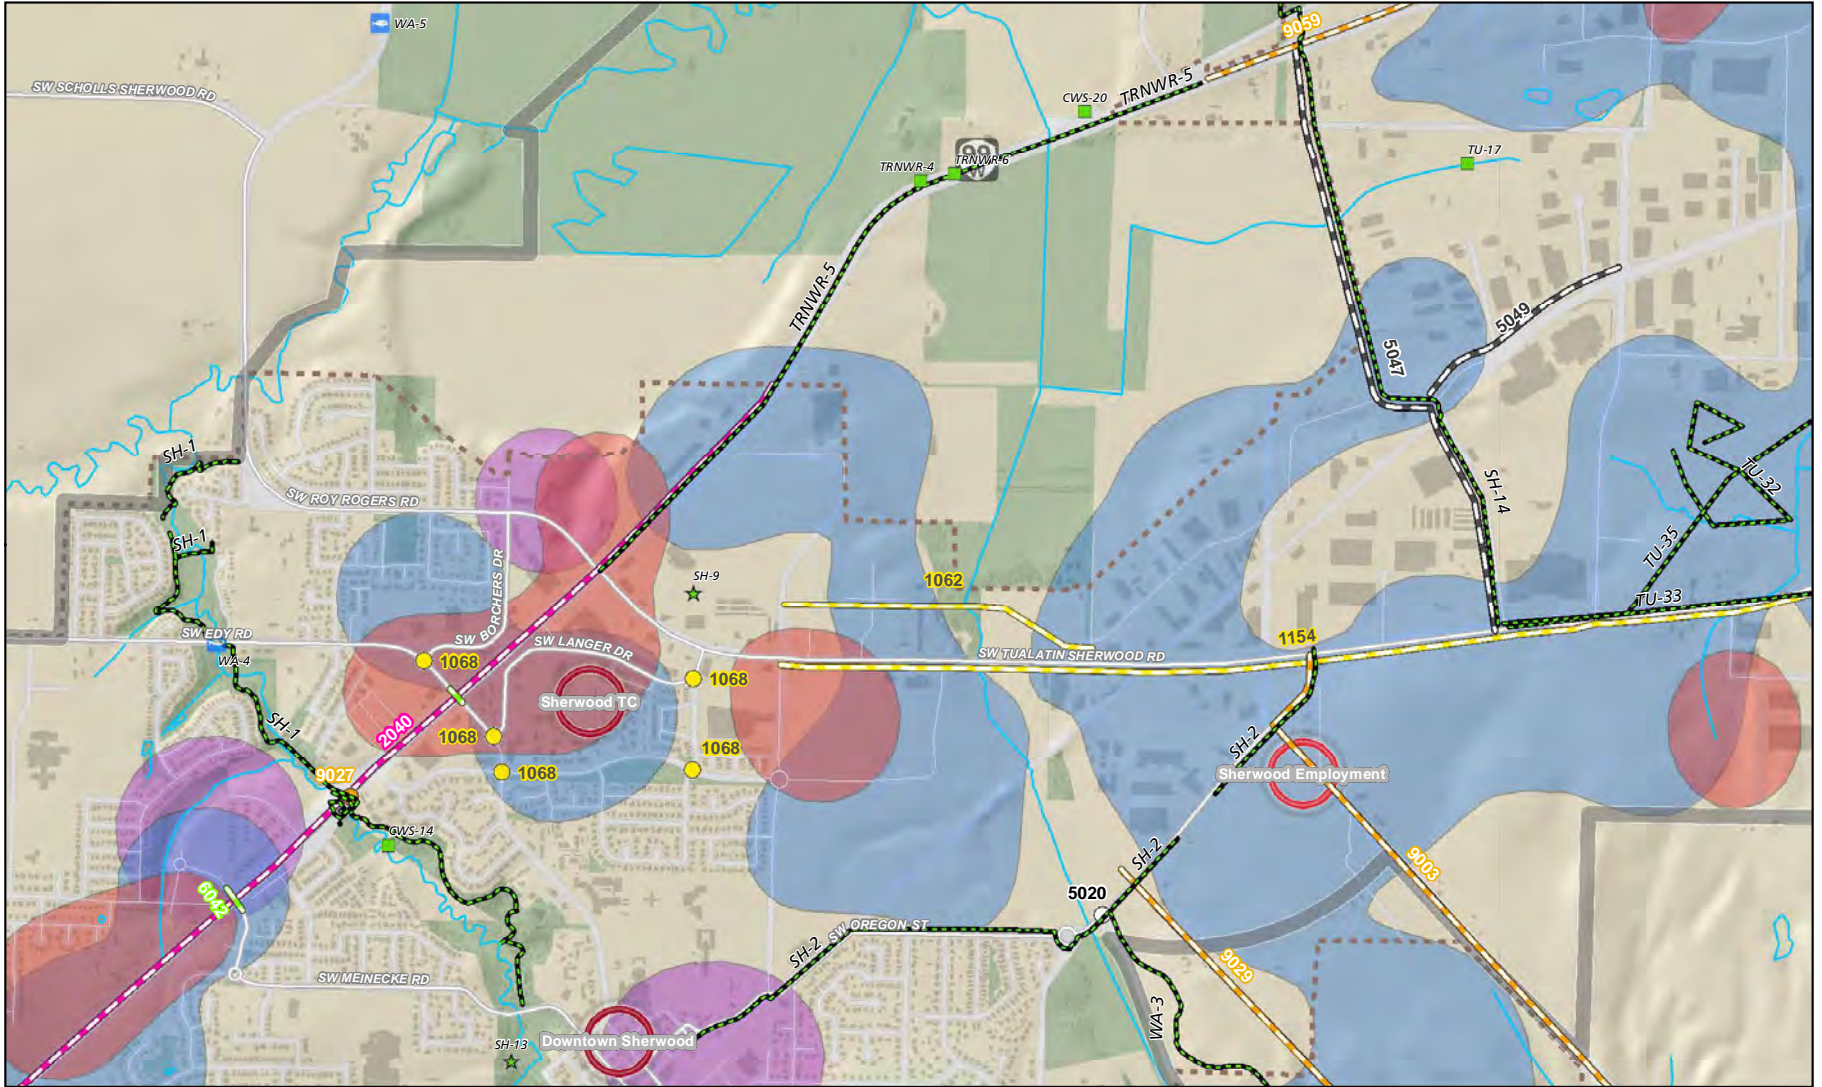 WA-5
9059
SW SCHOLLS SHERWOOD RD
TRNWR-5
CWS-20
99
W
TRNWR-4
TRNWR-6
TU-17
TRNWR-5
5049
5047
SH-1
SW ROY ROGERS RD
SH-14
TU-32
SH-1
TU-35
SW BORCHERS DR
SH-9
1062
TU-33
SW EDY RD
WA-4
1068
SW LANGER DR
SW TUALATIN SHERWOOD RD
1154
1068
Sherwood TC
SH-1
2040
1068
SH-2
1068
9027
1068
Sherwood Employment
CWS-14
SH-2
9003
6042
5020
SW OREGON ST
SH-2
SW MEINECKE RD
9029
WA-3
SH-13
Downtown Sherwood